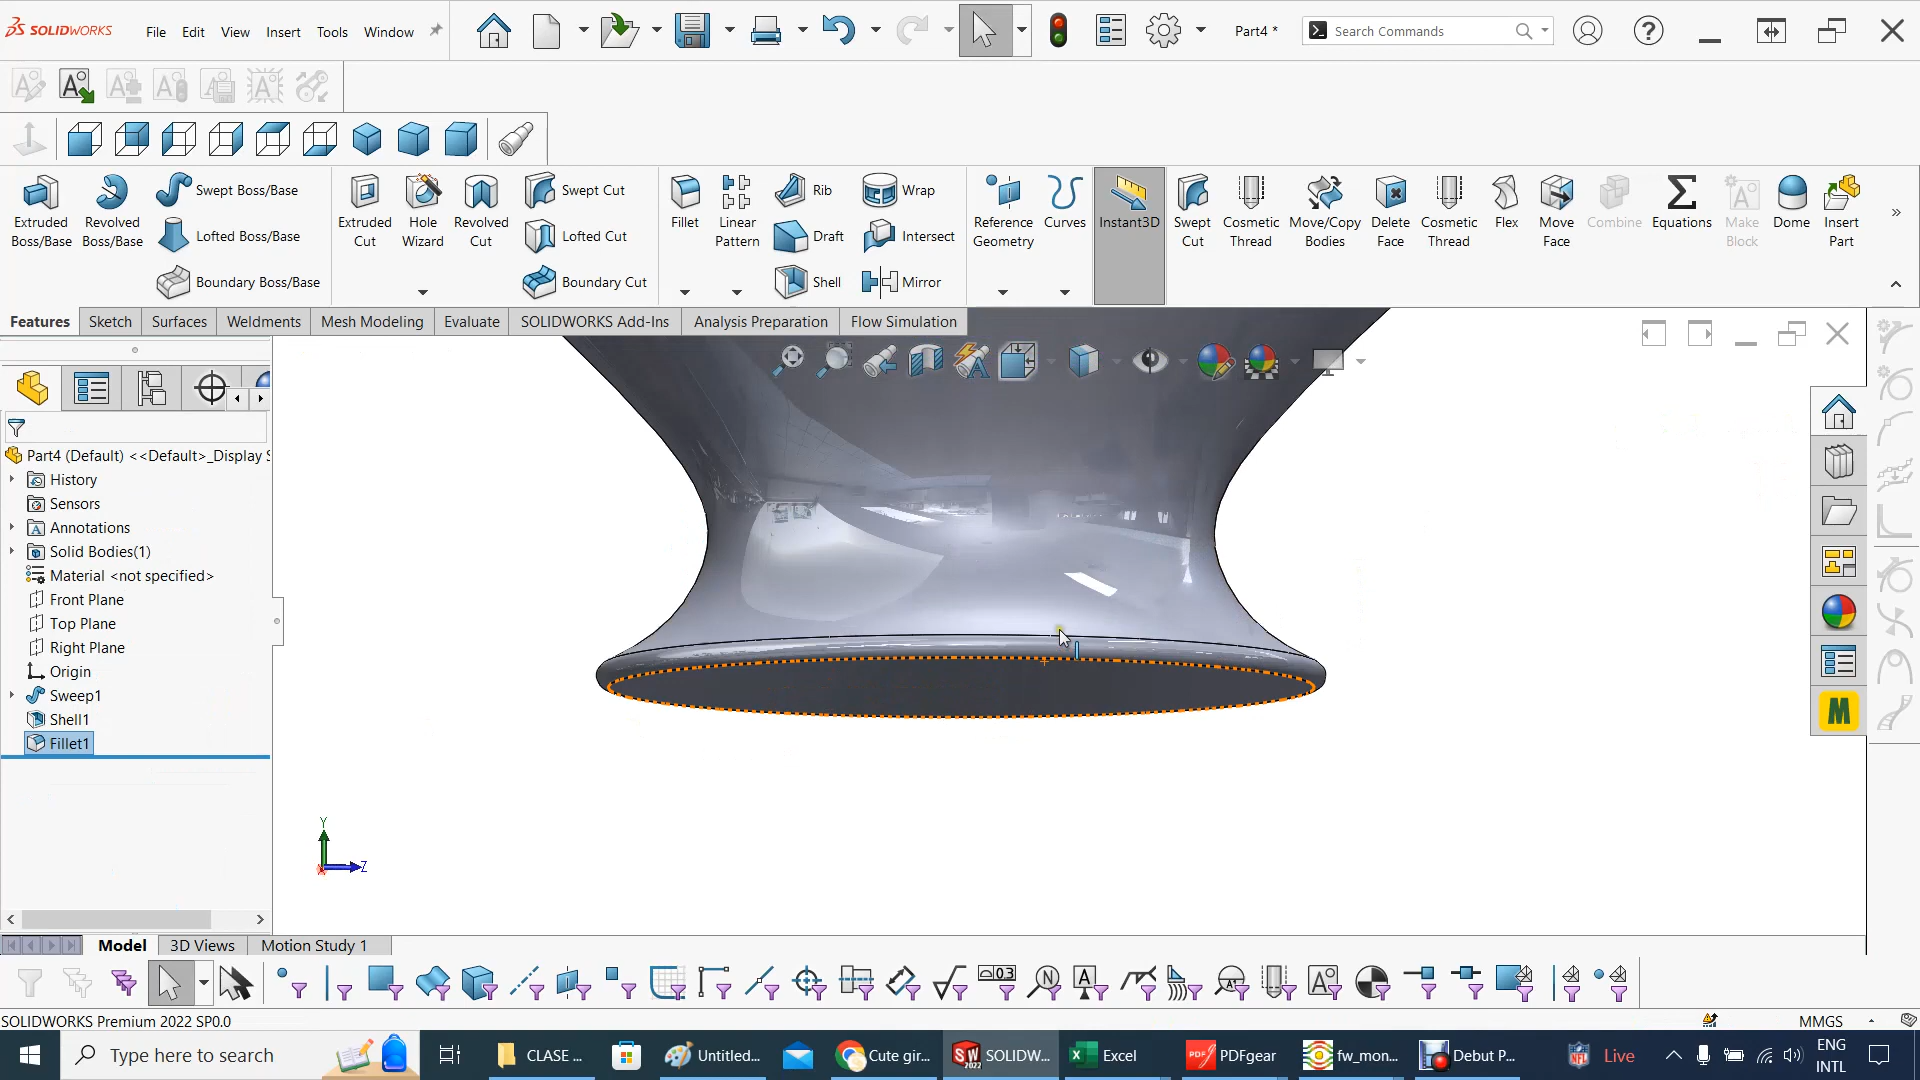 SOLIDWORKS File Edit View Insert Tools Window Part4 * Search Commands
Extruded Boss/Base
Revolved Boss/Base
Swept Boss/Base
Lofted Boss/Base
Boundary Boss/Base
Extruded Cut
Hole Wizard
Revolved Cut
Swept Cut
Lofted Cut
Boundary Cut
Fillet
Linear Pattern
Rib
Draft
Shell
Wrap
Intersect
Mirror
Reference Geometry
Curves
Instant3D
Swept Cut
Cosmetic Thread
Move/Copy Bodies
Delete Face
Cosmetic Thread
Flex
Move Face
Combine
Equations
Make Block
Dome
Insert Part
Features Sketch Surfaces Weldments Mesh Modeling Evaluate SOLIDWORKS Add-Ins Analysis Preparation Flow Simulation
Part4 (Default) <<Default>_Display S
History
Sensors
Annotations
Solid Bodies(1)
Material <not specified>
Front Plane
Top Plane
Right Plane
Origin
Sweep1
Shell1
Fillet1
Y
Z
M
Model 3D Views Motion Study 1
SOLIDWORKS Premium 2022 SP0.0 MMGS
Type here to search CLASE ... Untitled... Cute gir... SOLIDW... Excel PDFgear fw_mon... Debut P... Live ENG
INTL